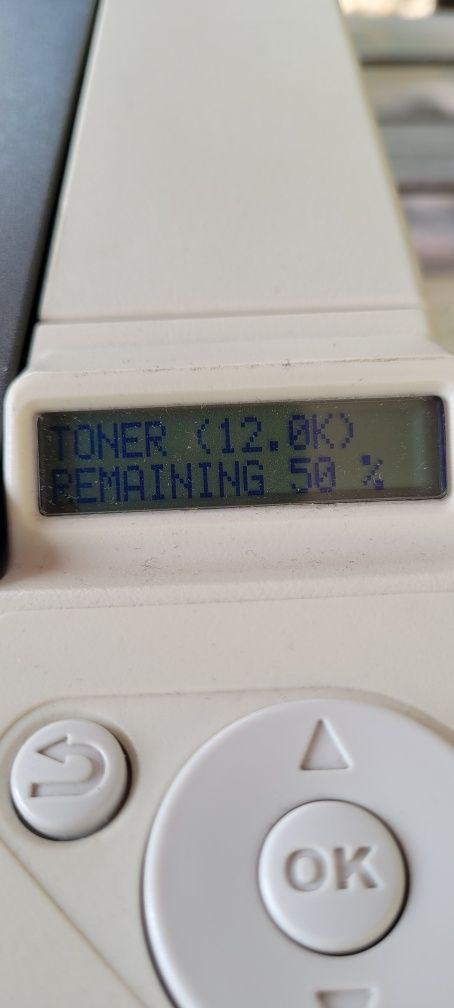 TONER (12.0K)
REMAINING 50 %
OK